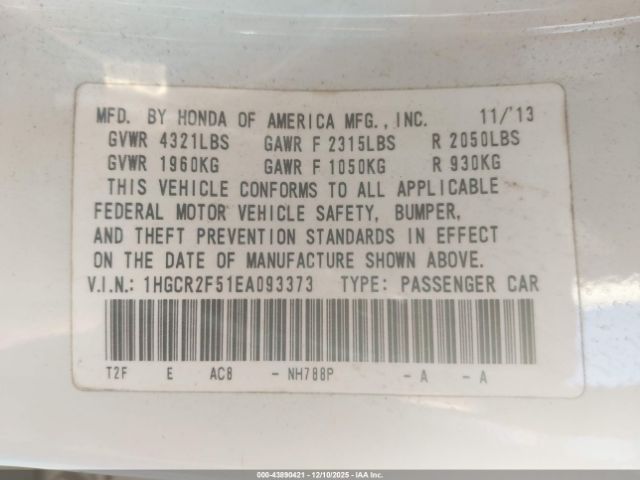 MFD. BY HONDA OF AMERICA MFG., INC. 11/'13
GVWR 4321LBS GAWR F 2315LBS R 2050LBS
GVWR 1960KG GAWR F 1050KG R 930KG
THIS VEHICLE CONFORMS TO ALL APPLICABLE
FEDERAL MOTOR VEHICLE SAFETY, BUMPER,
AND THEFT PREVENTION STANDARDS IN EFFECT
ON THE DATE OF MANUFACTURE SHOWN ABOVE.
V.I.N.: 1HGCR2F51EA093373 TYPE: PASSENGER CAR
T2F E AC8 - NH788P - A - A
000-43890421 - 12/10/2025 - IAA Inc.